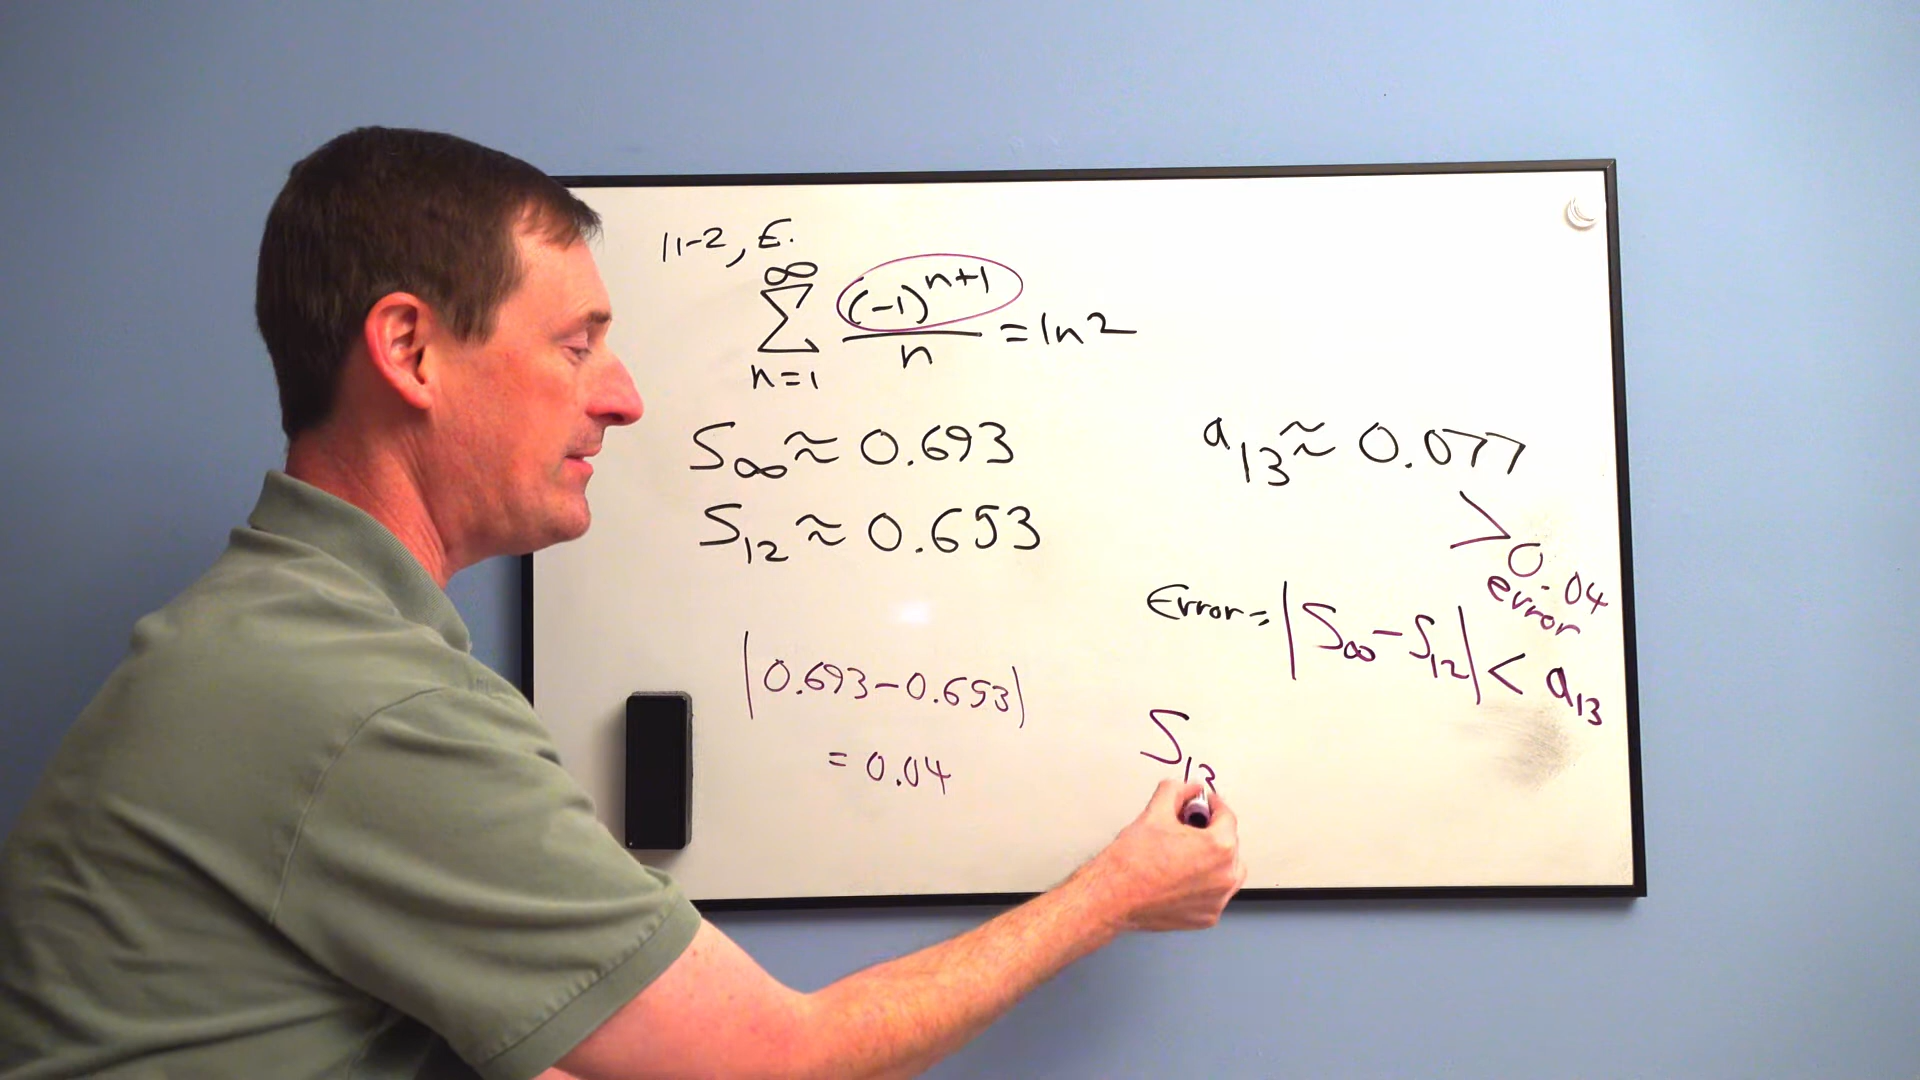 11-2, E.
∞
∑ (-1)^(n+1) / n = ln 2
n=1
S∞ ≈ 0.693
S12 ≈ 0.653
|0.693-0.653|
= 0.04
a13 ≈ 0.077
> 0.04
error
Error = |S∞ - S12| < a13
S13